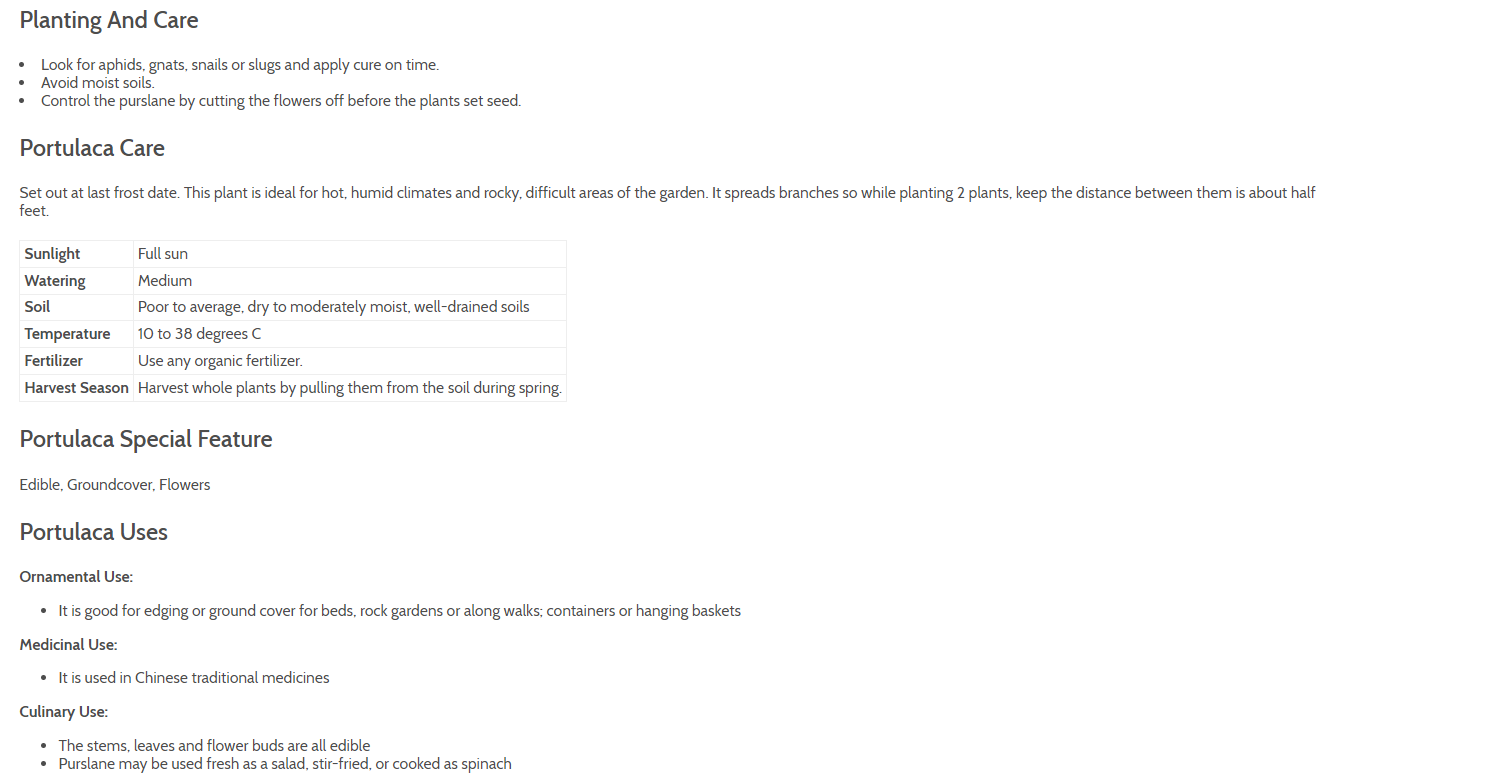 Planting And Care
• Look for aphids, gnats, snails or slugs and apply cure on time.
• Avoid moist soils.
• Control the purslane by cutting the flowers off before the plants set seed.
Portulaca Care
Set out at last frost date. This plant is ideal for hot, humid climates and rocky, difficult areas of the garden. It spreads branches so while planting 2 plants, keep the distance between them is about half
feet.
Sunlight Full sun
Watering Medium
Soil Poor to average, dry to moderately moist, well-drained soils
Temperature 10 to 38 degrees C
Fertilizer Use any organic fertilizer.
Harvest Season Harvest whole plants by pulling them from the soil during spring.
Portulaca Special Feature
Edible, Groundcover, Flowers
Portulaca Uses
Ornamental Use:
• It is good for edging or ground cover for beds, rock gardens or along walks; containers or hanging baskets
Medicinal Use:
• It is used in Chinese traditional medicines
Culinary Use:
• The stems, leaves and flower buds are all edible
• Purslane may be used fresh as a salad, stir-fried, or cooked as spinach